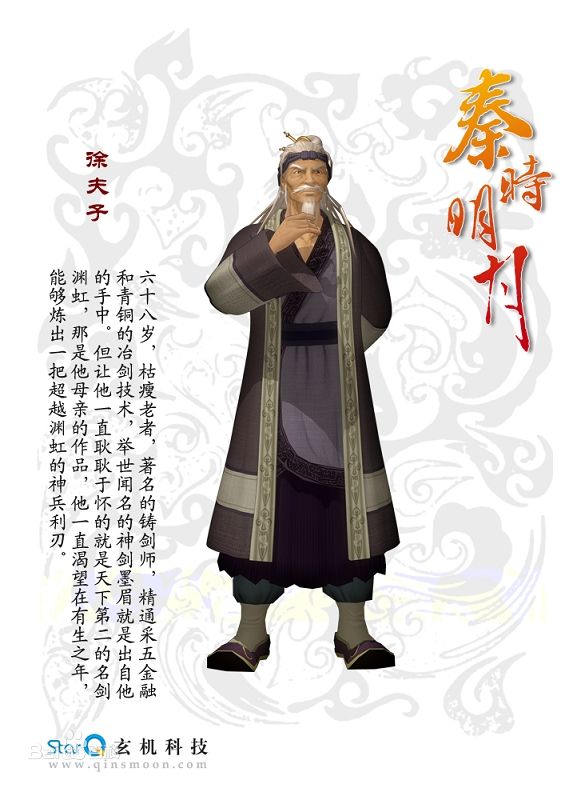 秦時明月
徐夫子
六十八岁，枯瘦老者，著名的铸剑师，精通采五金融
和青铜的冶剑技术，举世闻名的神剑墨眉就是出自他
的手中。但让他一直耿耿于怀的就是天下第二的名剑
渊虹，那是他母亲的作品，他一直渴望在有生之年，
能够炼出一把超越渊虹的神兵利刃。
StarQ 玄机科技
www.qinsmoon.com